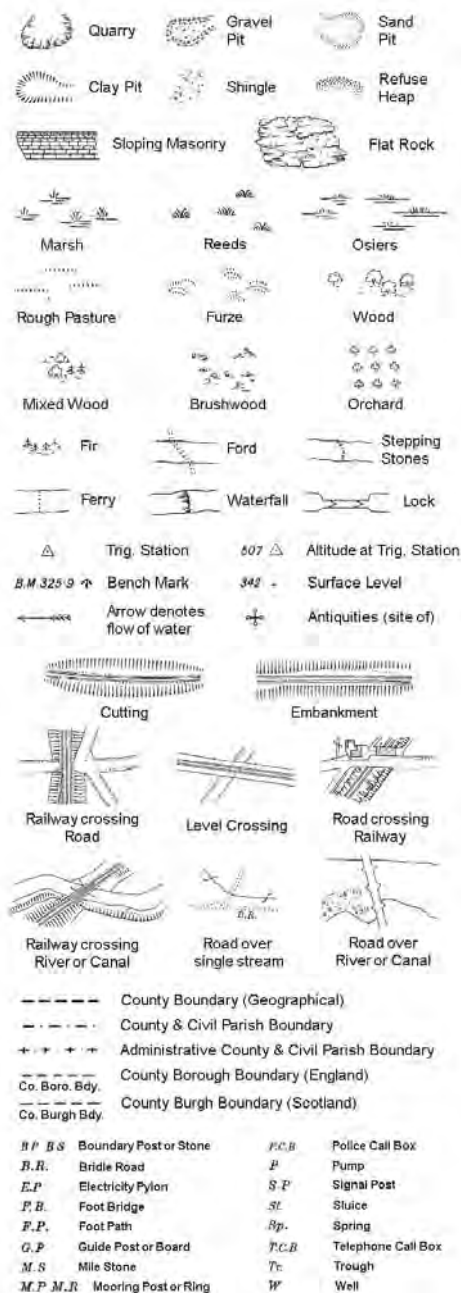 Quarry
Gravel
Pit
Sand
Pit
Clay Pit
Shingle
Refuse
Heap
Sloping Masonry
Flat Rock
Marsh
Reeds
Osiers
Rough Pasture
Furze
Wood
Mixed Wood
Brushwood
Orchard
Fir
Ford
Stepping
Stones
Ferry
Waterfall
Lock
Trig. Station
507
Altitude at Trig. Station
B.M 325·9
Bench Mark
342
Surface Level
Arrow denotes
flow of water
Antiquities (site of)
Cutting
Embankment
Railway crossing
Road
Level Crossing
Road crossing
Railway
B.R.
Railway crossing
River or Canal
Road over
single stream
Road over
River or Canal
County Boundary (Geographical)
County & Civil Parish Boundary
Administrative County & Civil Parish Boundary
Co. Boro. Bdy.
County Borough Boundary (England)
Co. Burgh Bdy.
County Burgh Boundary (Scotland)
B P B S Boundary Post or Stone
P.C.B Police Call Box
B.R. Bridle Road
P Pump
E.P Electricity Pylon
S.P Signal Post
F.B. Foot Bridge
Sl. Sluice
F.P. Foot Path
Sp. Spring
G.P Guide Post or Board
T.C.B Telephone Call Box
M.S Mile Stone
Tr. Trough
M.P M.R Mooring Post or Ring
W Well